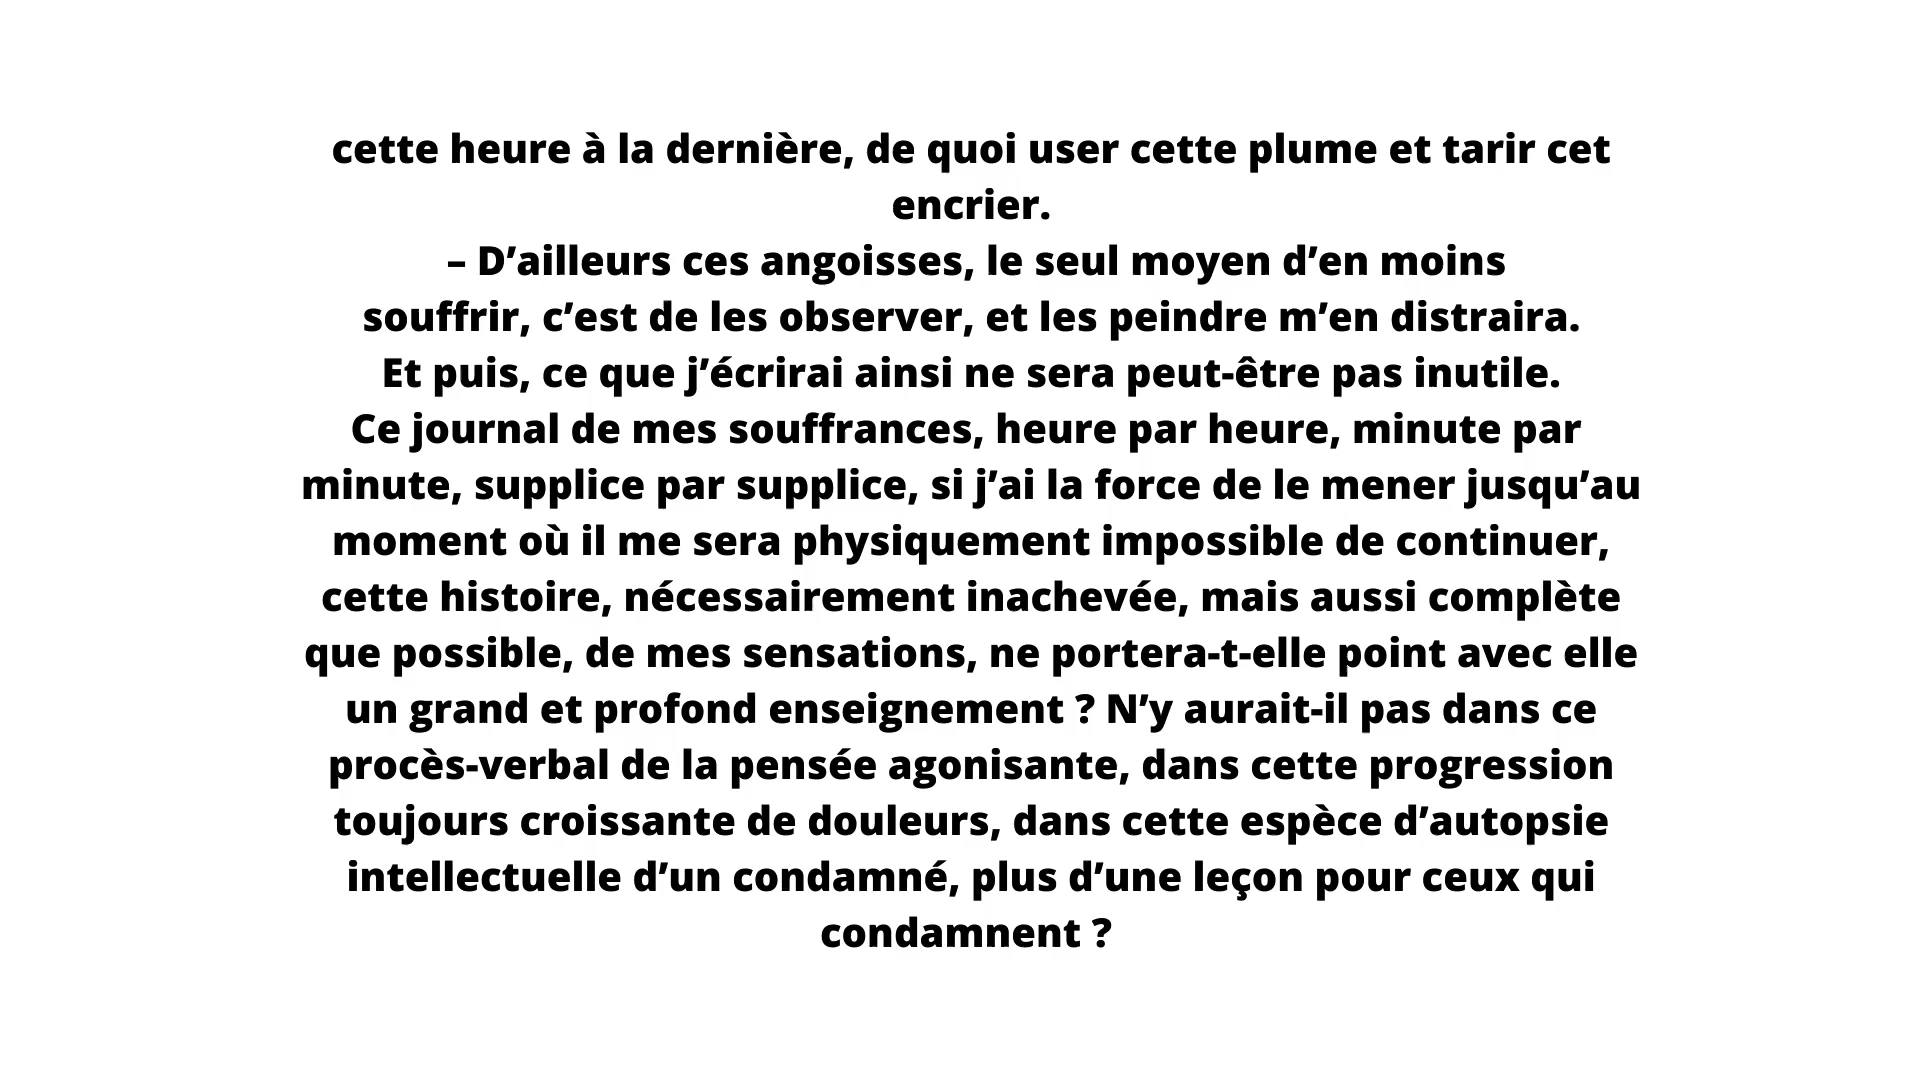 cette heure à la dernière, de quoi user cette plume et tarir cet
encrier.
– D’ailleurs ces angoisses, le seul moyen d’en moins
souffrir, c’est de les observer, et les peindre m’en distraira.
Et puis, ce que j’écrirai ainsi ne sera peut-être pas inutile.
Ce journal de mes souffrances, heure par heure, minute par
minute, supplice par supplice, si j’ai la force de le mener jusqu’au
moment où il me sera physiquement impossible de continuer,
cette histoire, nécessairement inachevée, mais aussi complète
que possible, de mes sensations, ne portera-t-elle point avec elle
un grand et profond enseignement ? N’y aurait-il pas dans ce
procès-verbal de la pensée agonisante, dans cette progression
toujours croissante de douleurs, dans cette espèce d’autopsie
intellectuelle d’un condamné, plus d’une leçon pour ceux qui
condamnent ?